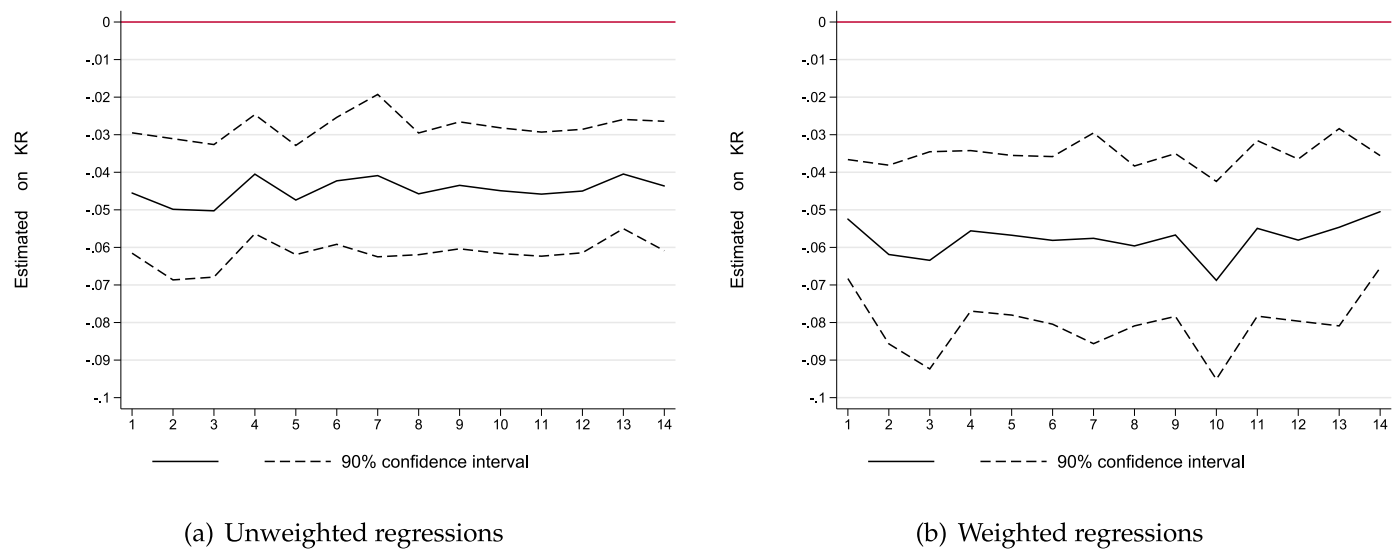 0
-.01
-.02
-.03
-.04
-.05
-.06
-.07
-.08
-.09
-.1
Estimated on KR
1 2 3 4 5 6 7 8 9 10 11 12 13 14
90% confidence interval
(a) Unweighted regressions
0
-.01
-.02
-.03
-.04
-.05
-.06
-.07
-.08
-.09
-.1
Estimated on KR
1 2 3 4 5 6 7 8 9 10 11 12 13 14
90% confidence interval
(b) Weighted regressions